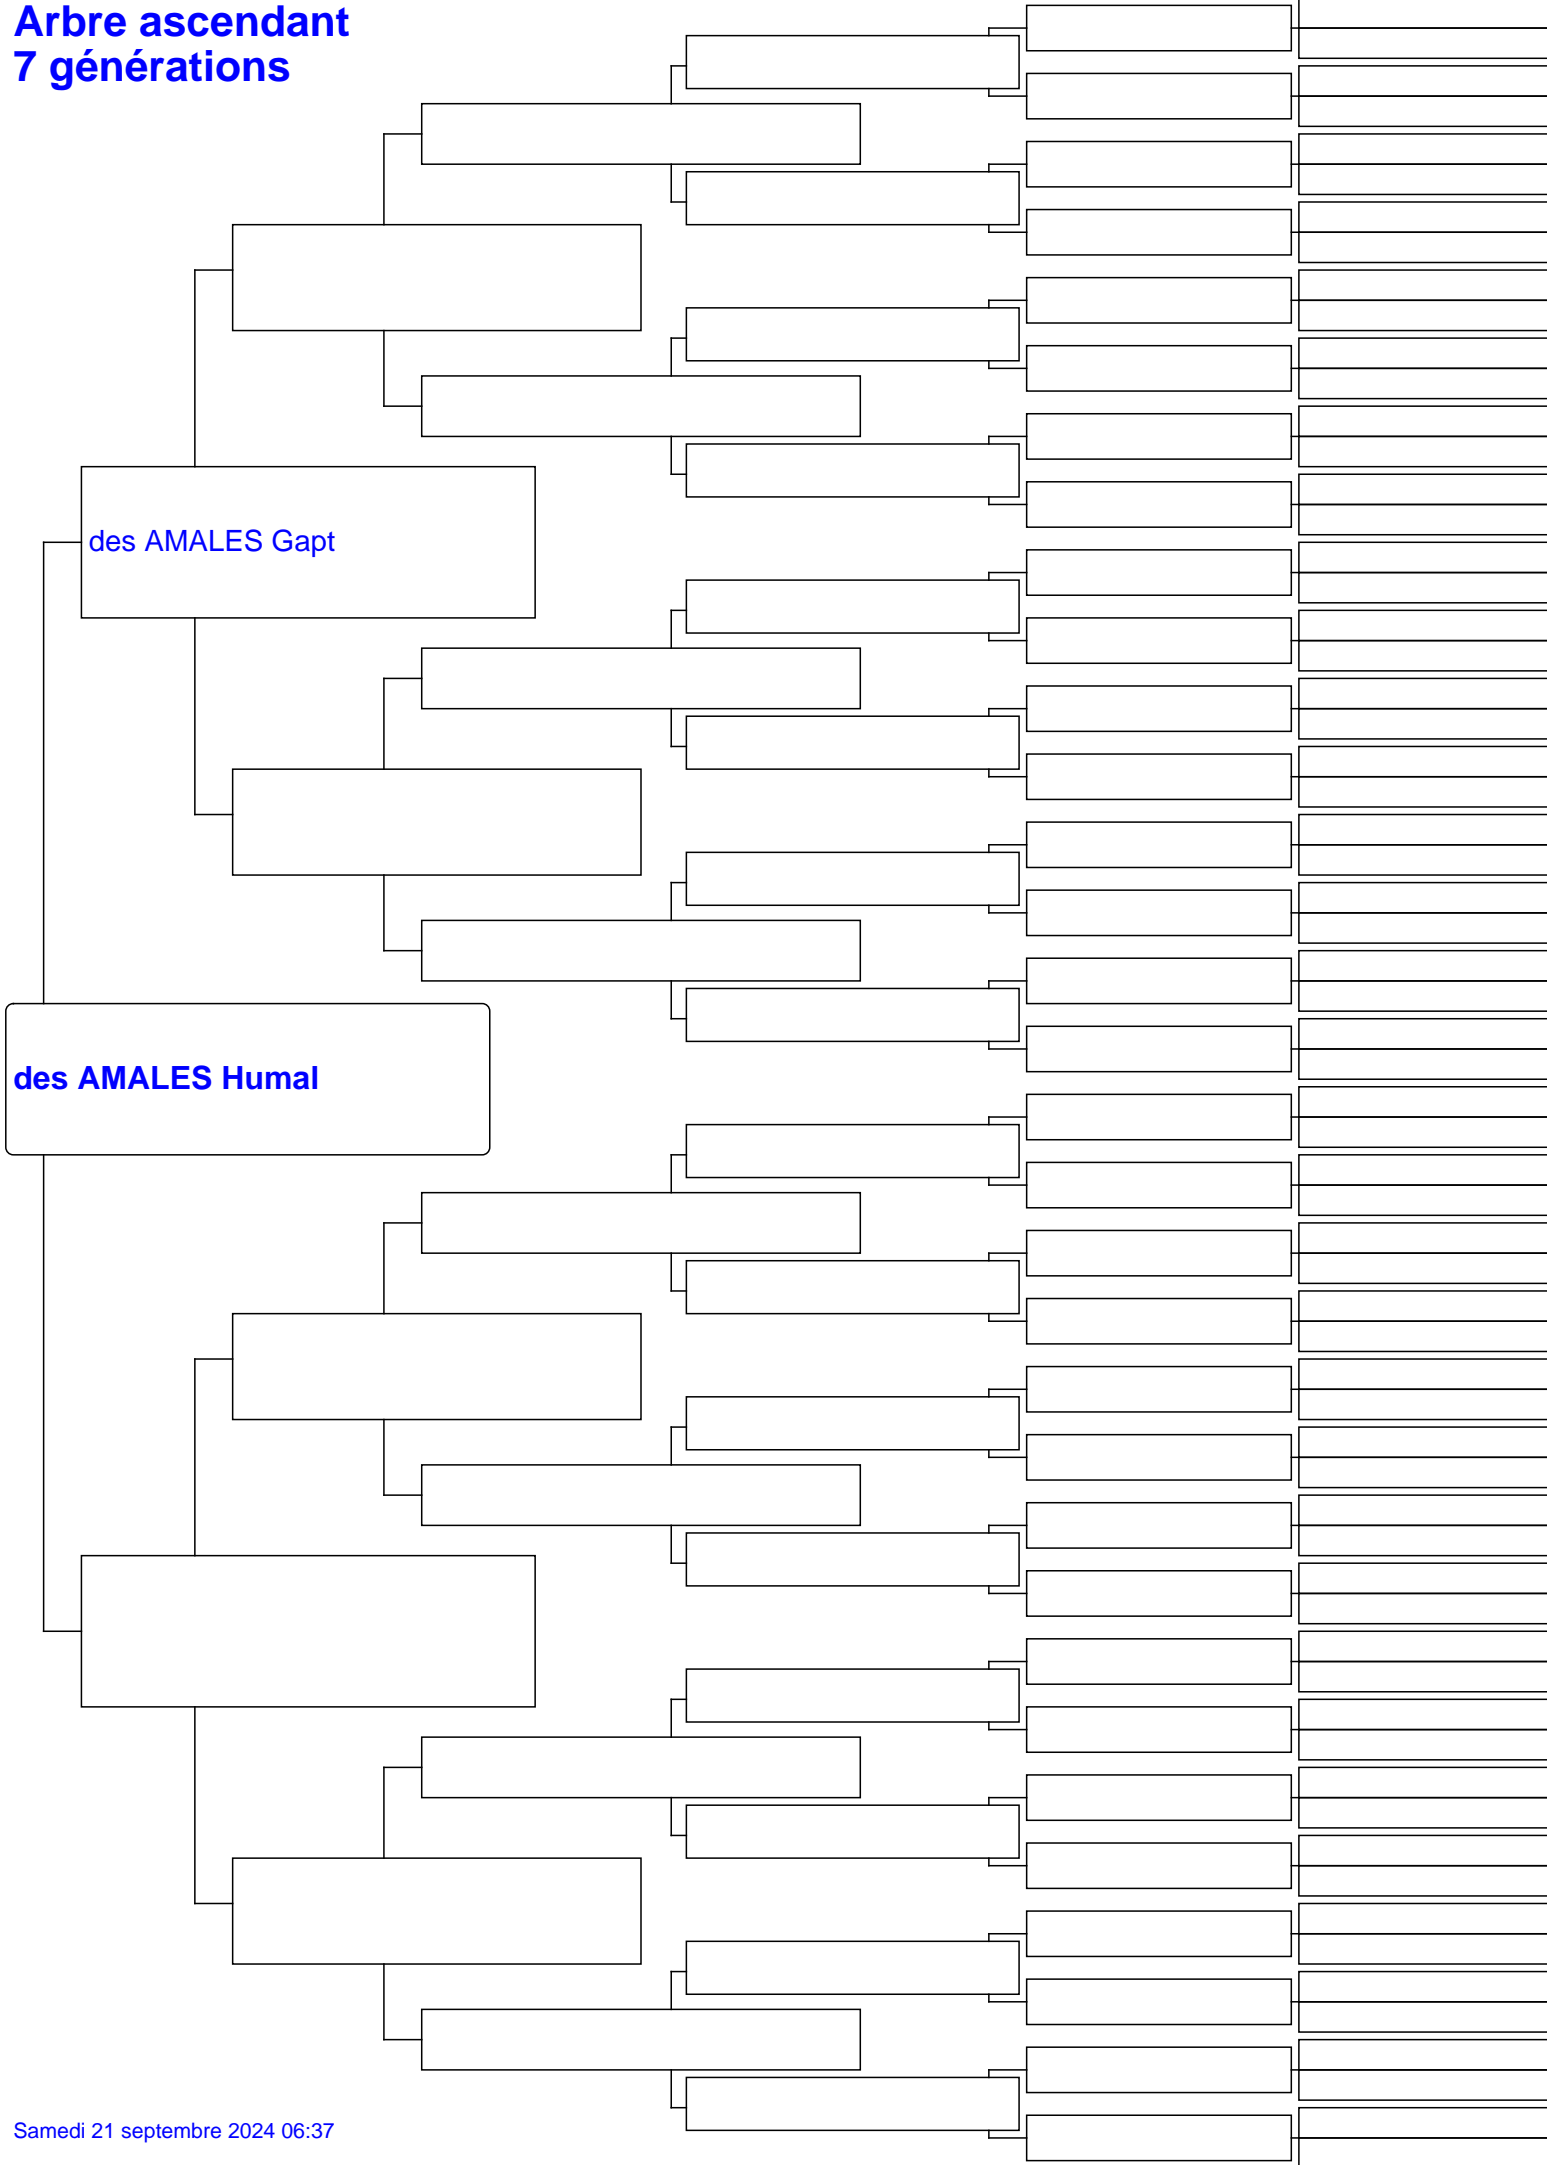 Arbre ascendant
7 générations
des AMALES Gapt
des AMALES Humal
Samedi 21 septembre 2024 06:37